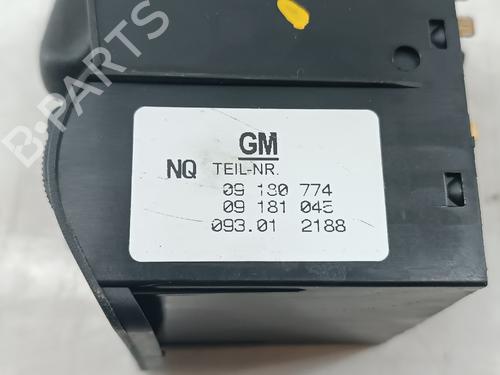 GM
NQ TEIL-NR.
09 180 774
09 181 045
093.01 2188
B-PARTS